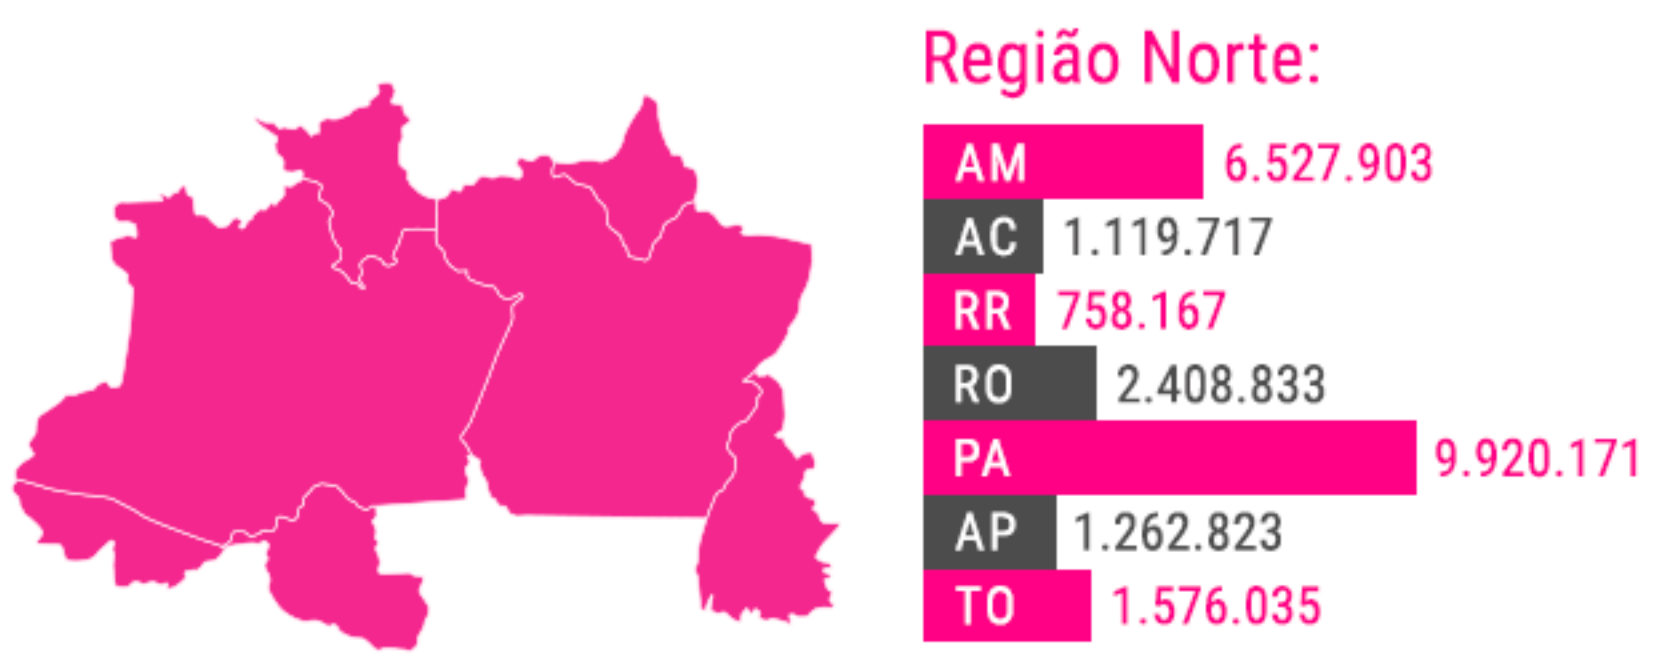 Região Norte:
AM 6.527.903
AC 1.119.717
RR 758.167
RO 2.408.833
PA 9.920.171
AP 1.262.823
TO 1.576.035